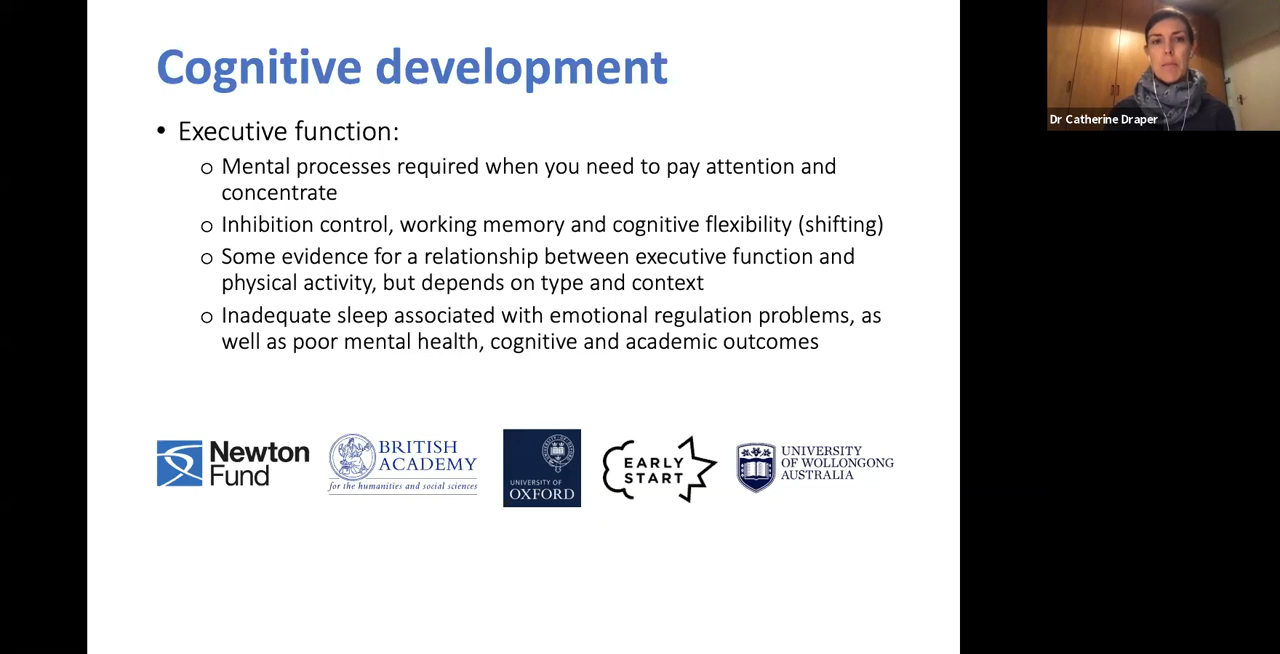 Cognitive development
• Executive function:
o Mental processes required when you need to pay attention and
concentrate
o Inhibition control, working memory and cognitive flexibility (shifting)
o Some evidence for a relationship between executive function and
physical activity, but depends on type and context
o Inadequate sleep associated with emotional regulation problems, as
well as poor mental health, cognitive and academic outcomes
Newton
Fund
BRITISH
ACADEMY
for the humanities and social sciences
UNIVERSITY OF
OXFORD
EARLY
START
UNIVERSITY
OF WOLLONGONG
AUSTRALIA
Dr Catherine Draper